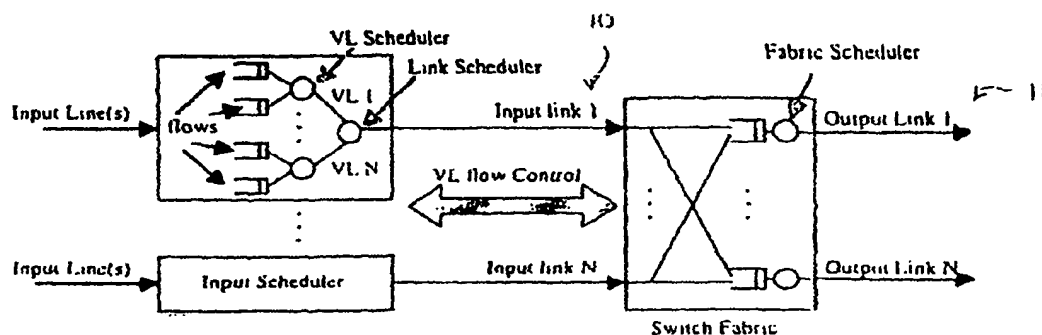 10
VL Scheduler
Link Scheduler
Fabric Scheduler
Input Line(s)
flows
VL 1
VL N
Input link 1
Output Link 1
VL flow Control
Input Line(s)
Input Scheduler
Input link N
Output Link N
Switch Fabric